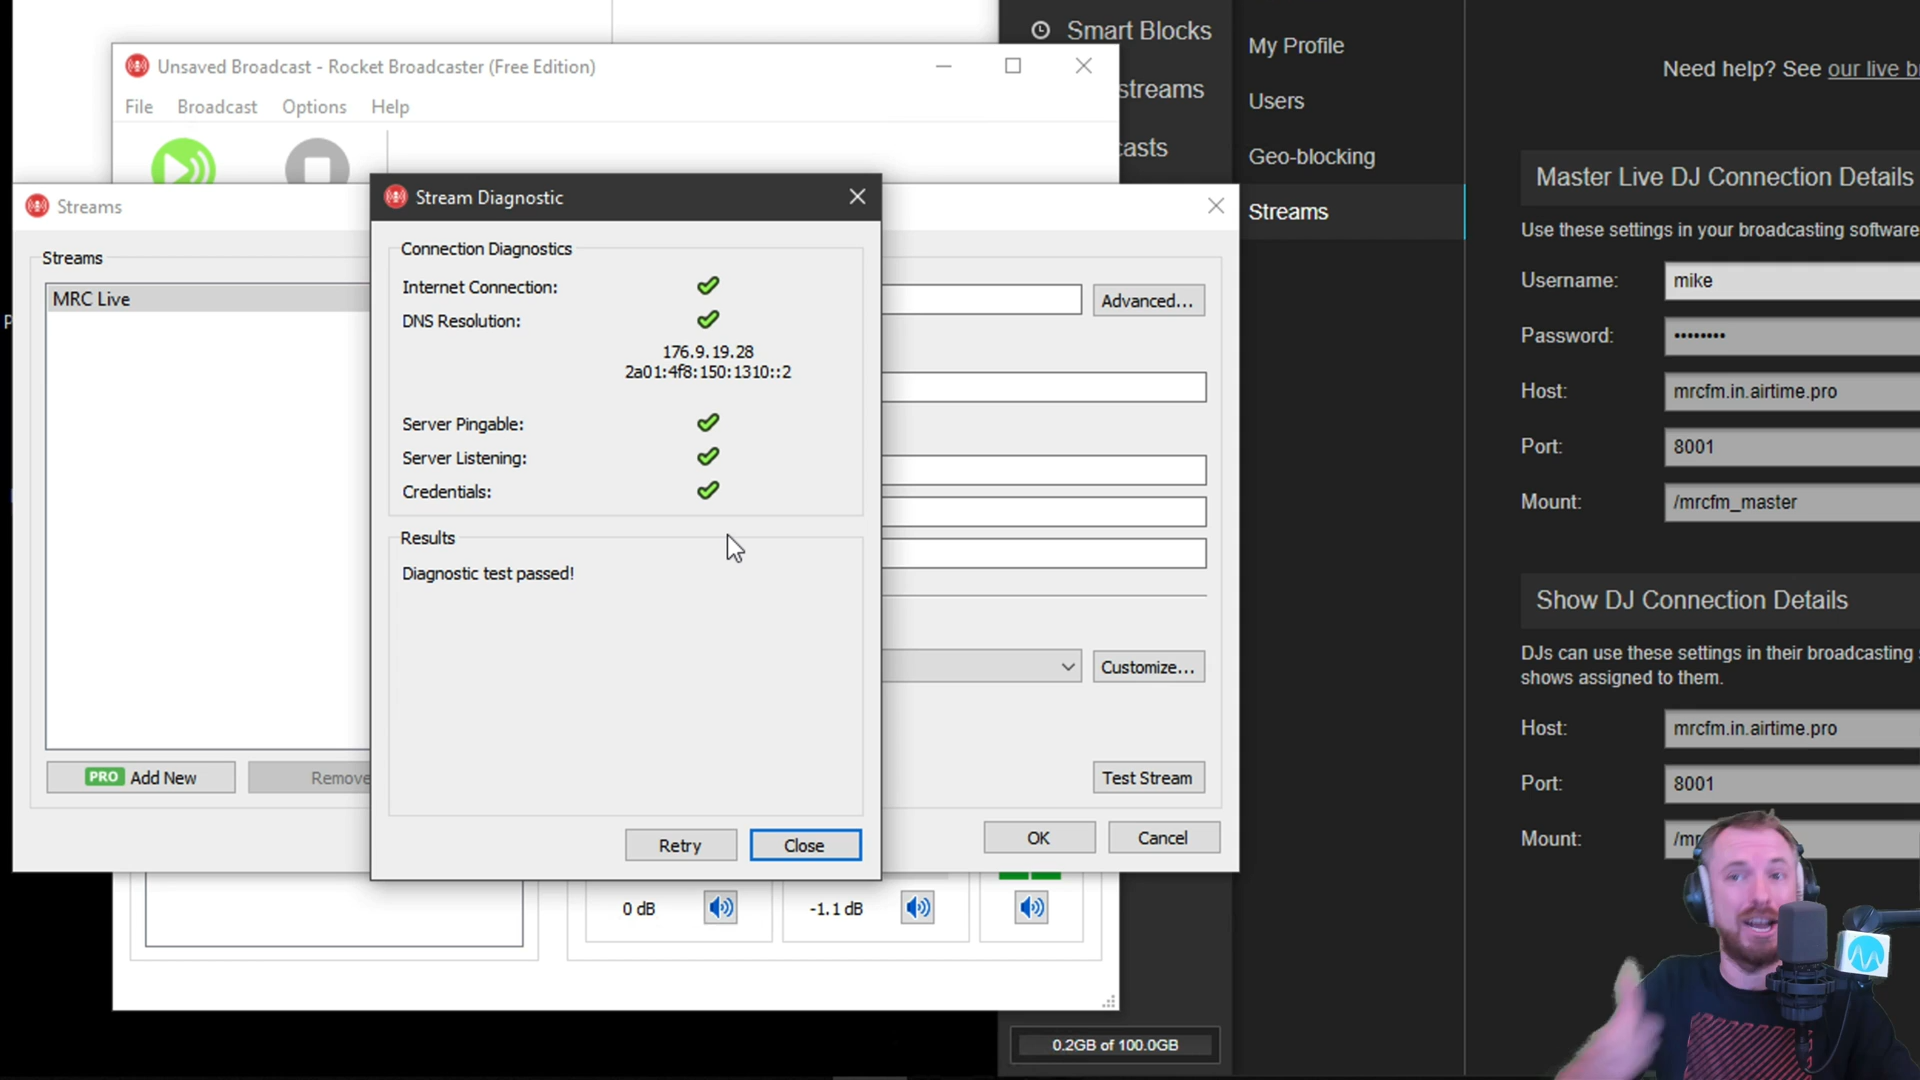 Unsaved Broadcast - Rocket Broadcaster (Free Edition)
File Broadcast Options Help
Streams
Streams
MRC Live
PRO Add New
Remove
Stream Diagnostic
Connection Diagnostics
Internet Connection:
DNS Resolution:
176.9.19.28
2a01:4f8:150:1310::2
Server Pingable:
Server Listening:
Credentials:
Results
Diagnostic test passed!
Retry
Close
Advanced...
Customize...
Test Stream
OK
Cancel
0 dB
-1.1 dB
Smart Blocks
streams
casts
0.2GB of 100.0GB
My Profile
Users
Geo-blocking
Streams
Need help? See our live b
Master Live DJ Connection Details
Use these settings in your broadcasting software
Username: mike
Password: ••••••••
Host: mrcfm.in.airtime.pro
Port: 8001
Mount: /mrcfm_master
Show DJ Connection Details
DJs can use these settings in their broadcasting
shows assigned to them.
Host: mrcfm.in.airtime.pro
Port: 8001
Mount: /mr